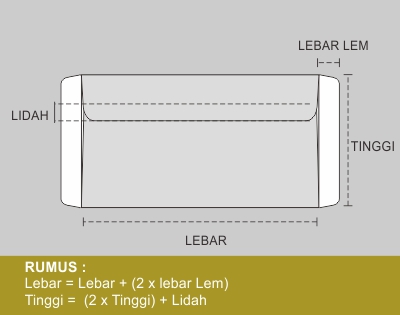 LEBAR LEM
LIDAH
TINGGI
LEBAR
RUMUS :
Lebar = Lebar + (2 x lebar Lem)
Tinggi = (2 x Tinggi) + Lidah